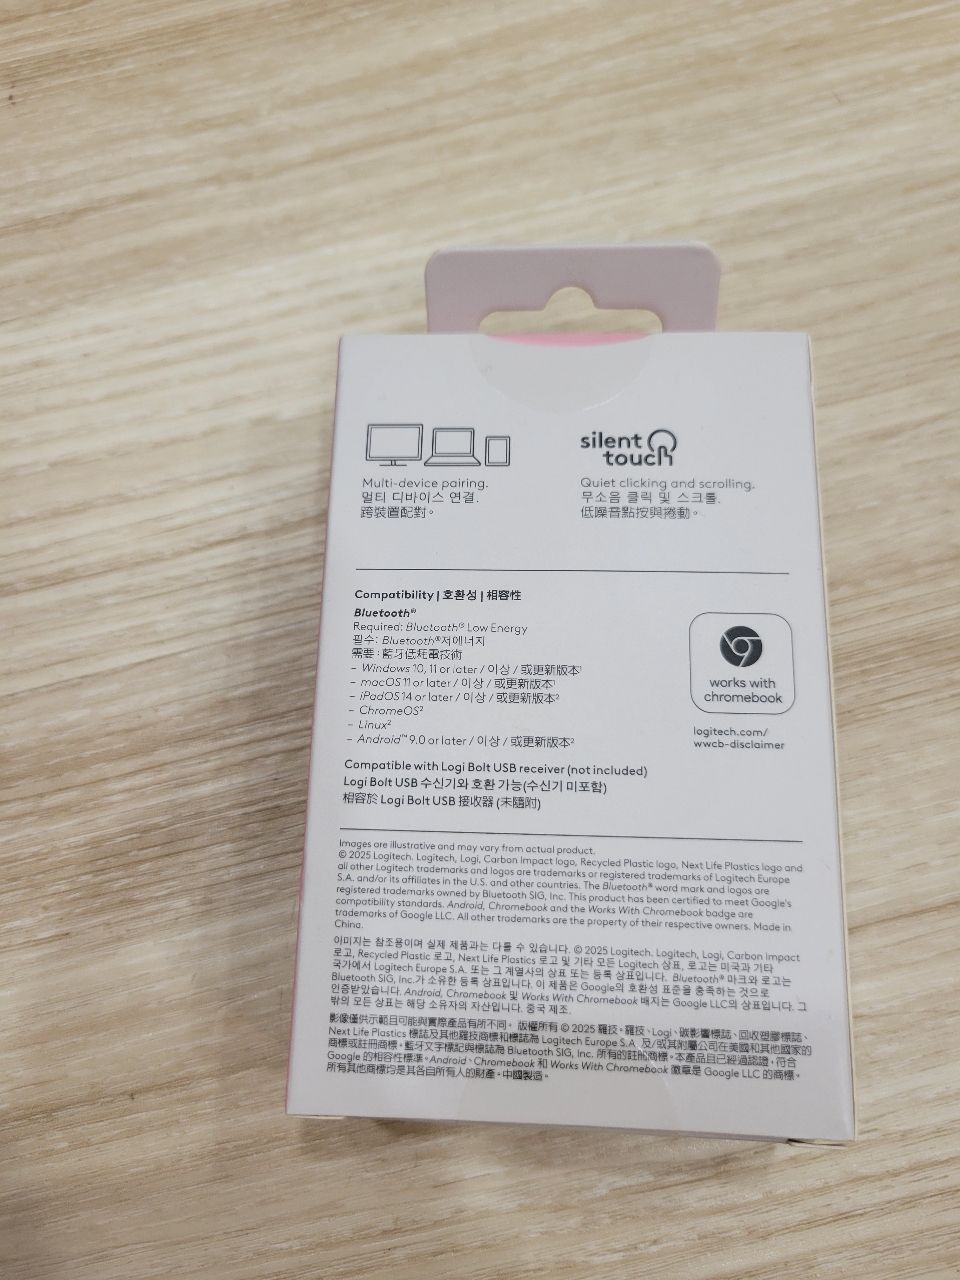 silent
touch
Multi-device pairing.
멀티 디바이스 연결.
跨裝置配對。
Quiet clicking and scrolling.
무소음 클릭 및 스크롤.
低噪音點按與捲動。
Compatibility | 호환성 | 相容性
Bluetooth®
Required: Bluetooth® Low Energy
필수: Bluetooth®저에너지
需要：藍牙低耗電技術
– Windows 10, 11 or later / 이상 / 或更新版本¹
– macOS 11 or later / 이상 / 或更新版本¹
– iPadOS 14 or later / 이상 / 或更新版本²
– ChromeOS²
– Linux²
– Android™ 9.0 or later / 이상 / 或更新版本²
works with
chromebook
logitech.com/
wwcb-disclaimer
Compatible with Logi Bolt USB receiver (not included)
Logi Bolt USB 수신기와 호환 가능(수신기 미포함)
相容於 Logi Bolt USB 接收器 (未隨附)
Images are illustrative and may vary from actual product.
© 2025 Logitech. Logitech, Logi, Carbon Impact logo, Recycled Plastic logo, Next Life Plastics logo and
all other Logitech trademarks and logos are trademarks or registered trademarks of Logitech Europe
S.A. and/or its affiliates in the U.S. and other countries. The Bluetooth® word mark and logos are
registered trademarks owned by Bluetooth SIG, Inc. This product has been certified to meet Google's
compatibility standards. Android, Chromebook and the Works With Chromebook badge are
trademarks of Google LLC. All other trademarks are the property of their respective owners. Made in
China.
이미지는 참조용이며 실제 제품과는 다를 수 있습니다. © 2025 Logitech. Logitech, Logi, Carbon Impact
로고, Recycled Plastic 로고, Next Life Plastics 로고 및 기타 모든 Logitech 상표, 로고는 미국과 기타
국가에서 Logitech Europe S.A. 또는 그 계열사의 상표 또는 등록 상표입니다. Bluetooth® 마크와 로고는
Bluetooth SIG, Inc.가 소유한 등록 상표입니다. 이 제품은 Google의 호환성 표준을 충족하는 것으로
인증받았습니다. Android, Chromebook 및 Works With Chromebook 배지는 Google LLC의 상표입니다. 그
밖의 모든 상표는 해당 소유자의 자산입니다. 중국 제조.
影像僅供示範且可能與實際產品有所不同。版權所有 © 2025 羅技。羅技、Logi、碳影響標誌、回收塑膠標誌、
Next Life Plastics 標誌及其他羅技商標和標誌為 Logitech Europe S.A. 及/或其附屬公司在美國和其他國家的
商標或註冊商標。藍牙文字標記與標誌為 Bluetooth SIG, Inc. 所有的註冊商標。本產品已經過認證，符合
Google 的相容性標準。Android、Chromebook 和 Works With Chromebook 徽章是 Google LLC 的商標。
所有其他商標均是其各自所有人的財產。中國製造。